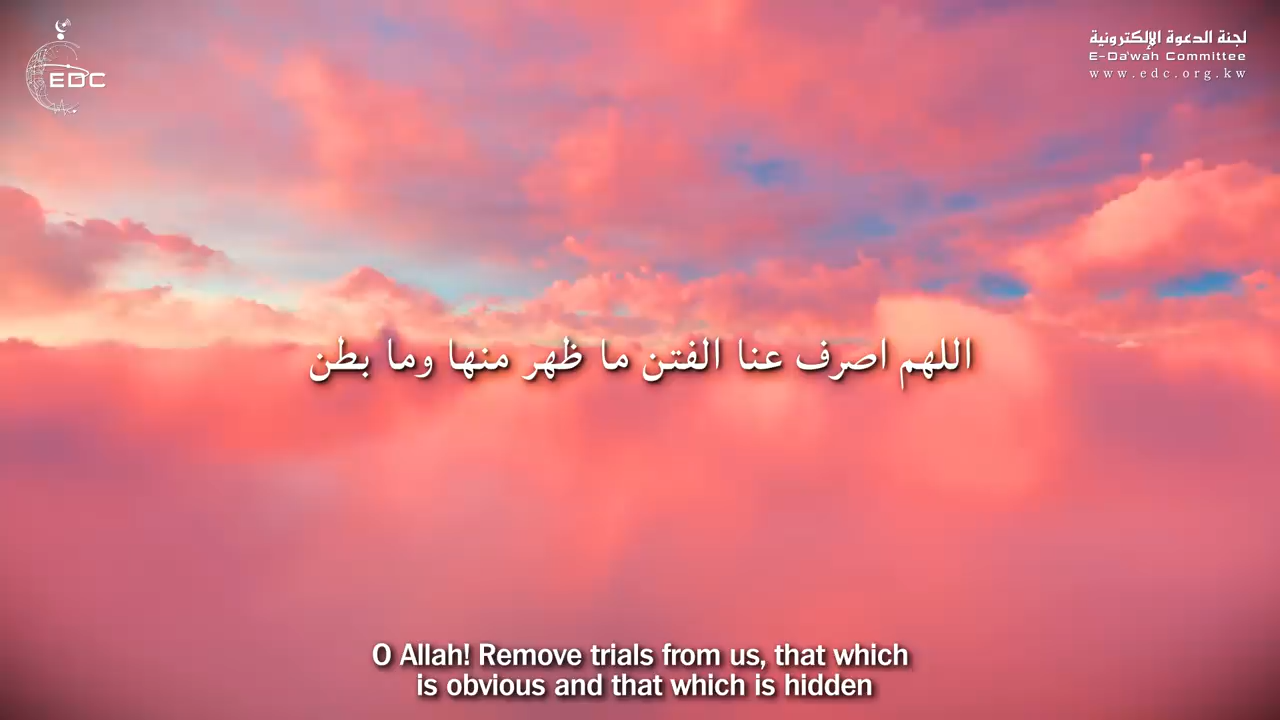 EDC
لجنة الدعوة الإلكترونية
E-Da'wah Committee
www.edc.org.kw
اللهم اصرف عنا الفتن ما ظهر منها وما بطن
O Allah! Remove trials from us, that which
is obvious and that which is hidden